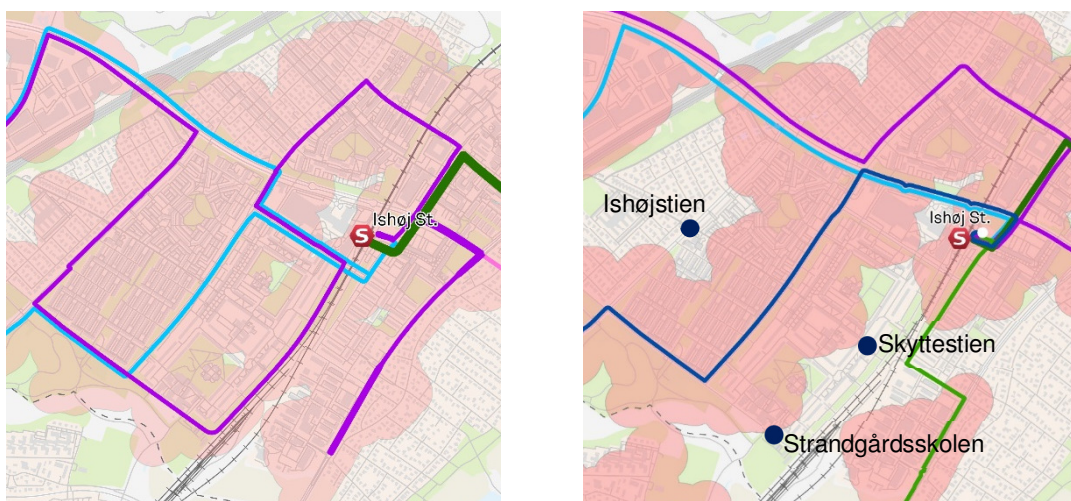 S
Ishøj St.
Ishøjstien
Ishøj St.
S
Skyttestien
Strandgårdsskolen